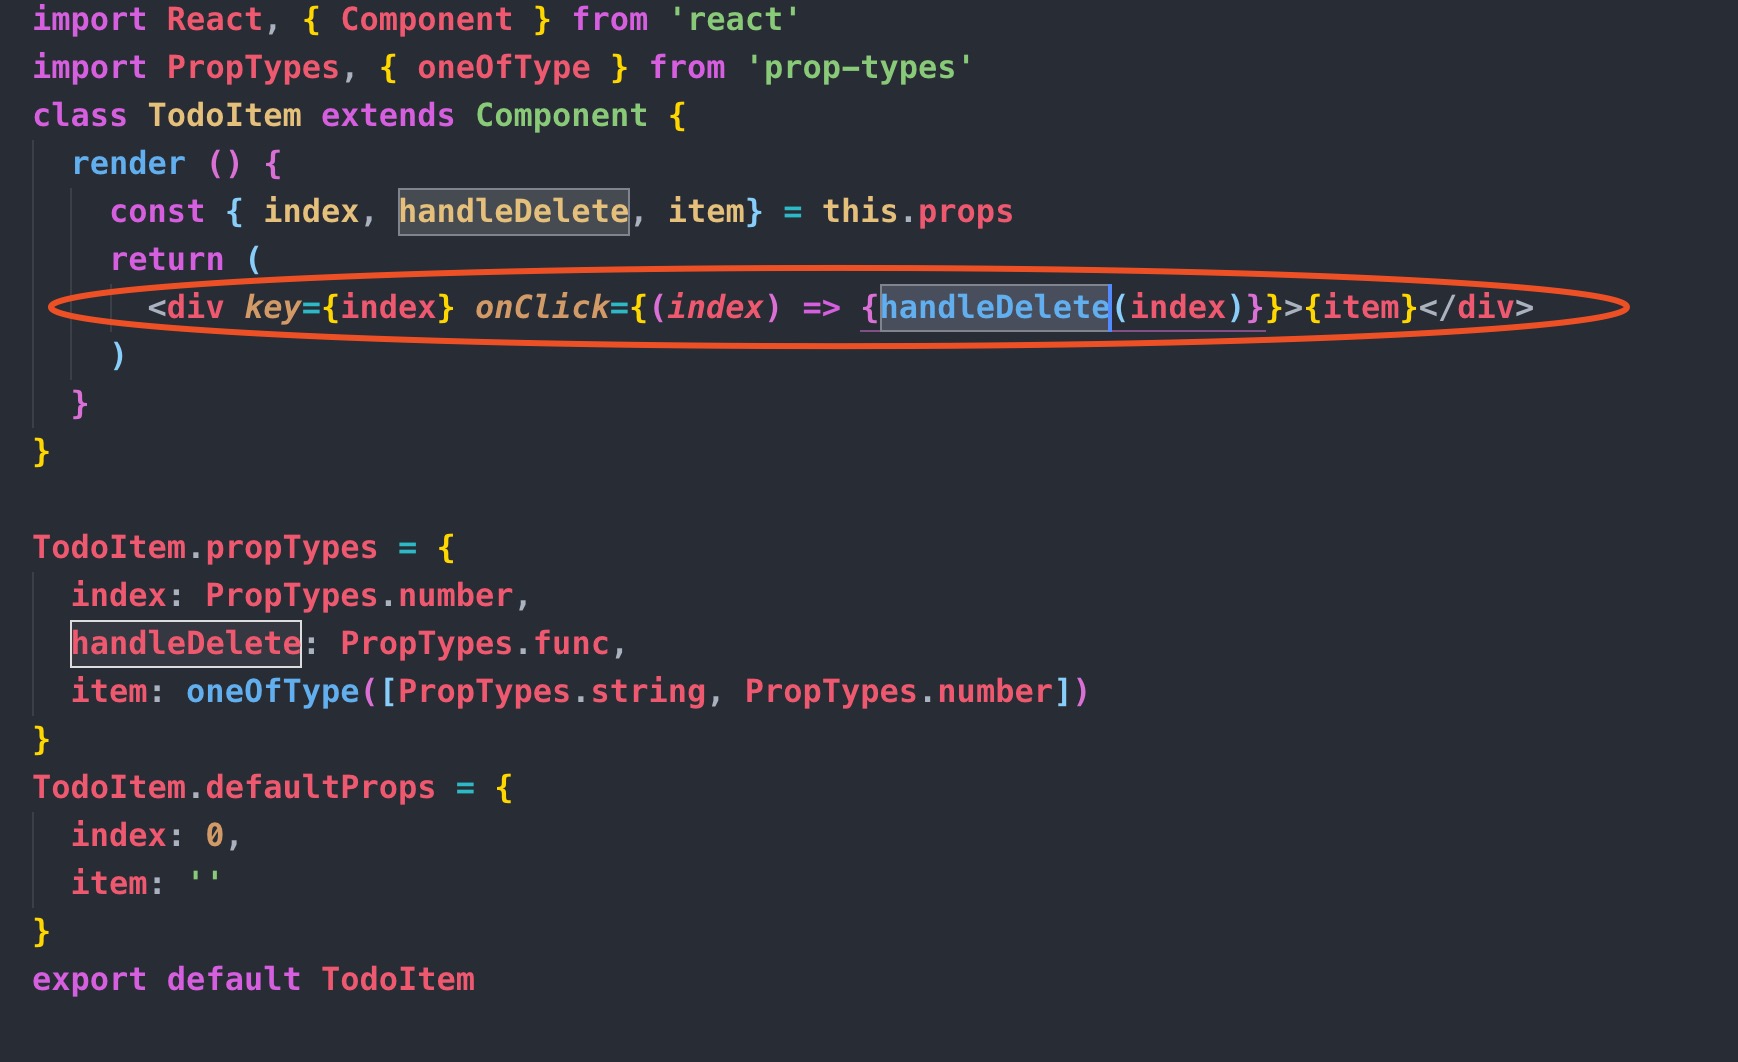 import React, { Component } from 'react'
import PropTypes, { oneOfType } from 'prop-types'
class TodoItem extends Component {
  render () {
    const { index, handleDelete, item} = this.props
    return (
      <div key={index} onClick={(index) => {handleDelete(index)}}>{item}</div>
    )
  }
}

TodoItem.propTypes = {
  index: PropTypes.number,
  handleDelete: PropTypes.func,
  item: oneOfType([PropTypes.string, PropTypes.number])
}
TodoItem.defaultProps = {
  index: 0,
  item: ''
}
export default TodoItem